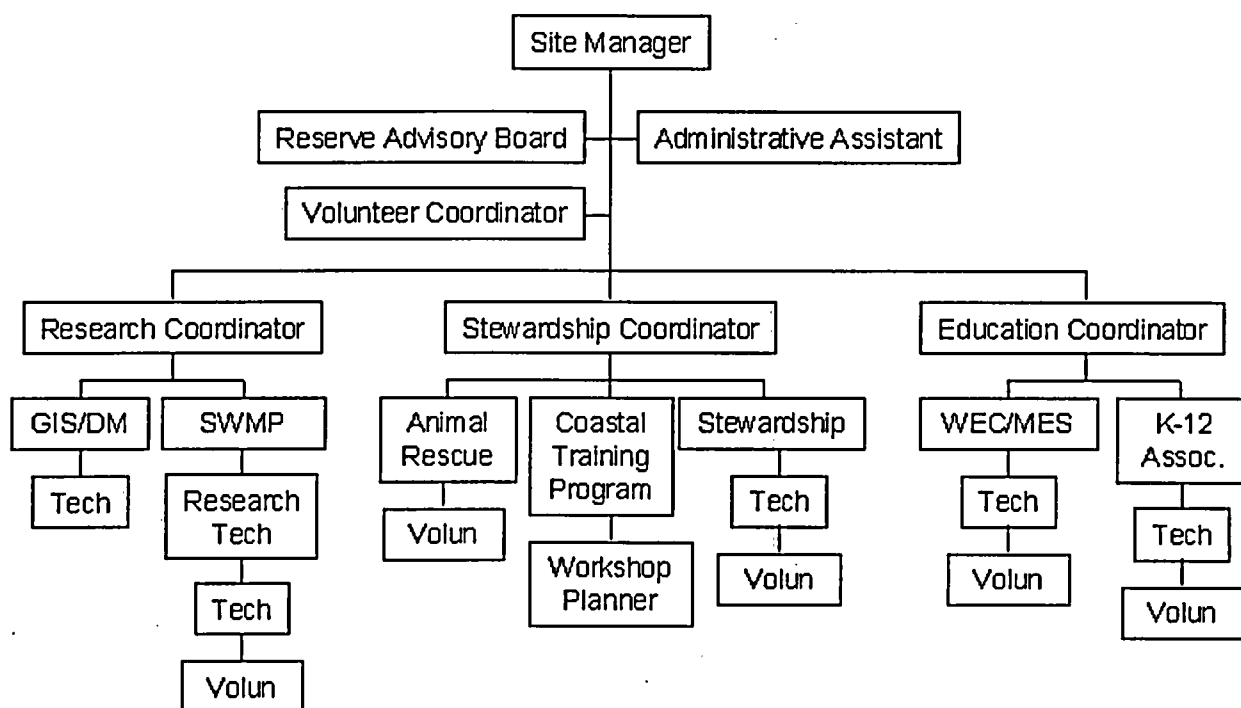 Site Manager
Reserve Advisory Board
Administrative Assistant
Volunteer Coordinator
Research Coordinator
Stewardship Coordinator
Education Coordinator
GIS/DM
SWMP
Animal
Rescue
Coastal
Training
Program
Stewardship
WEC/MES
K-12
Assoc.
Tech
Research
Tech
Volun
Tech
Tech
Tech
Workshop
Planner
Volun
Volun
Tech
Volun
Volun